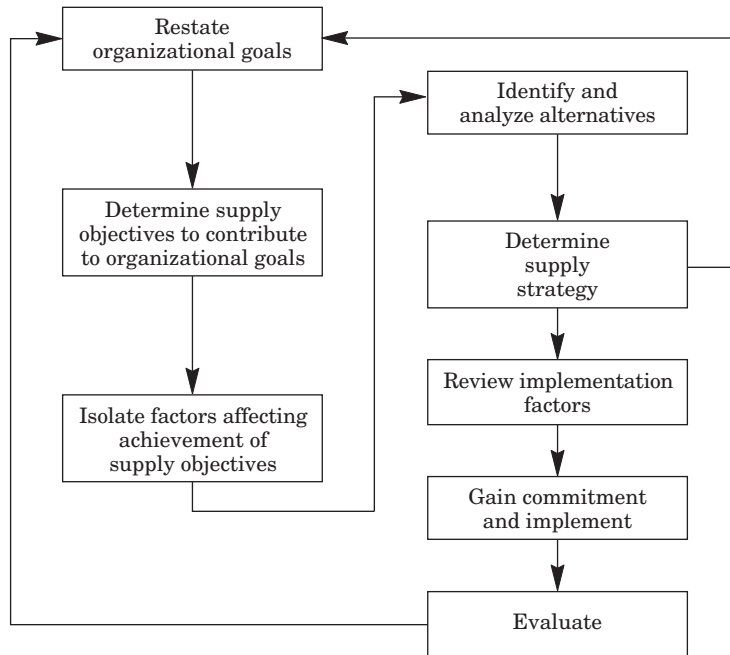 Restate
organizational goals
Determine supply
objectives to contribute
to organizational goals
Isolate factors affecting
achievement of
supply objectives
Identify and
analyze alternatives
Determine
supply
strategy
Review implementation
factors
Gain commitment
and implement
Evaluate